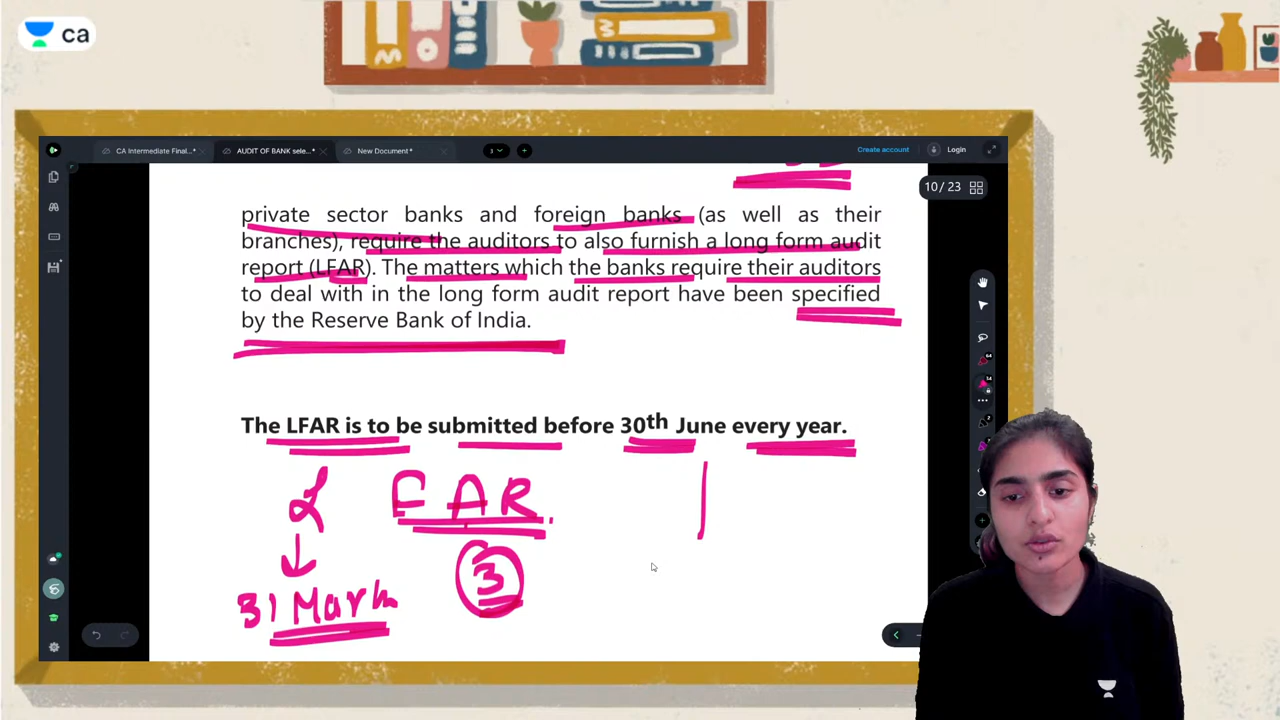 ca
CA Intermediate Final...*
AUDIT OF BANK sele...*
New Document*
3
Create account
Login
10 / 23
private sector banks and foreign banks (as well as their
branches), require the auditors to also furnish a long form audit
report (LFAR). The matters which the banks require their auditors
to deal with in the long form audit report have been specified
by the Reserve Bank of India.
The LFAR is to be submitted before 30th June every year.
L FAR.
3
31 March